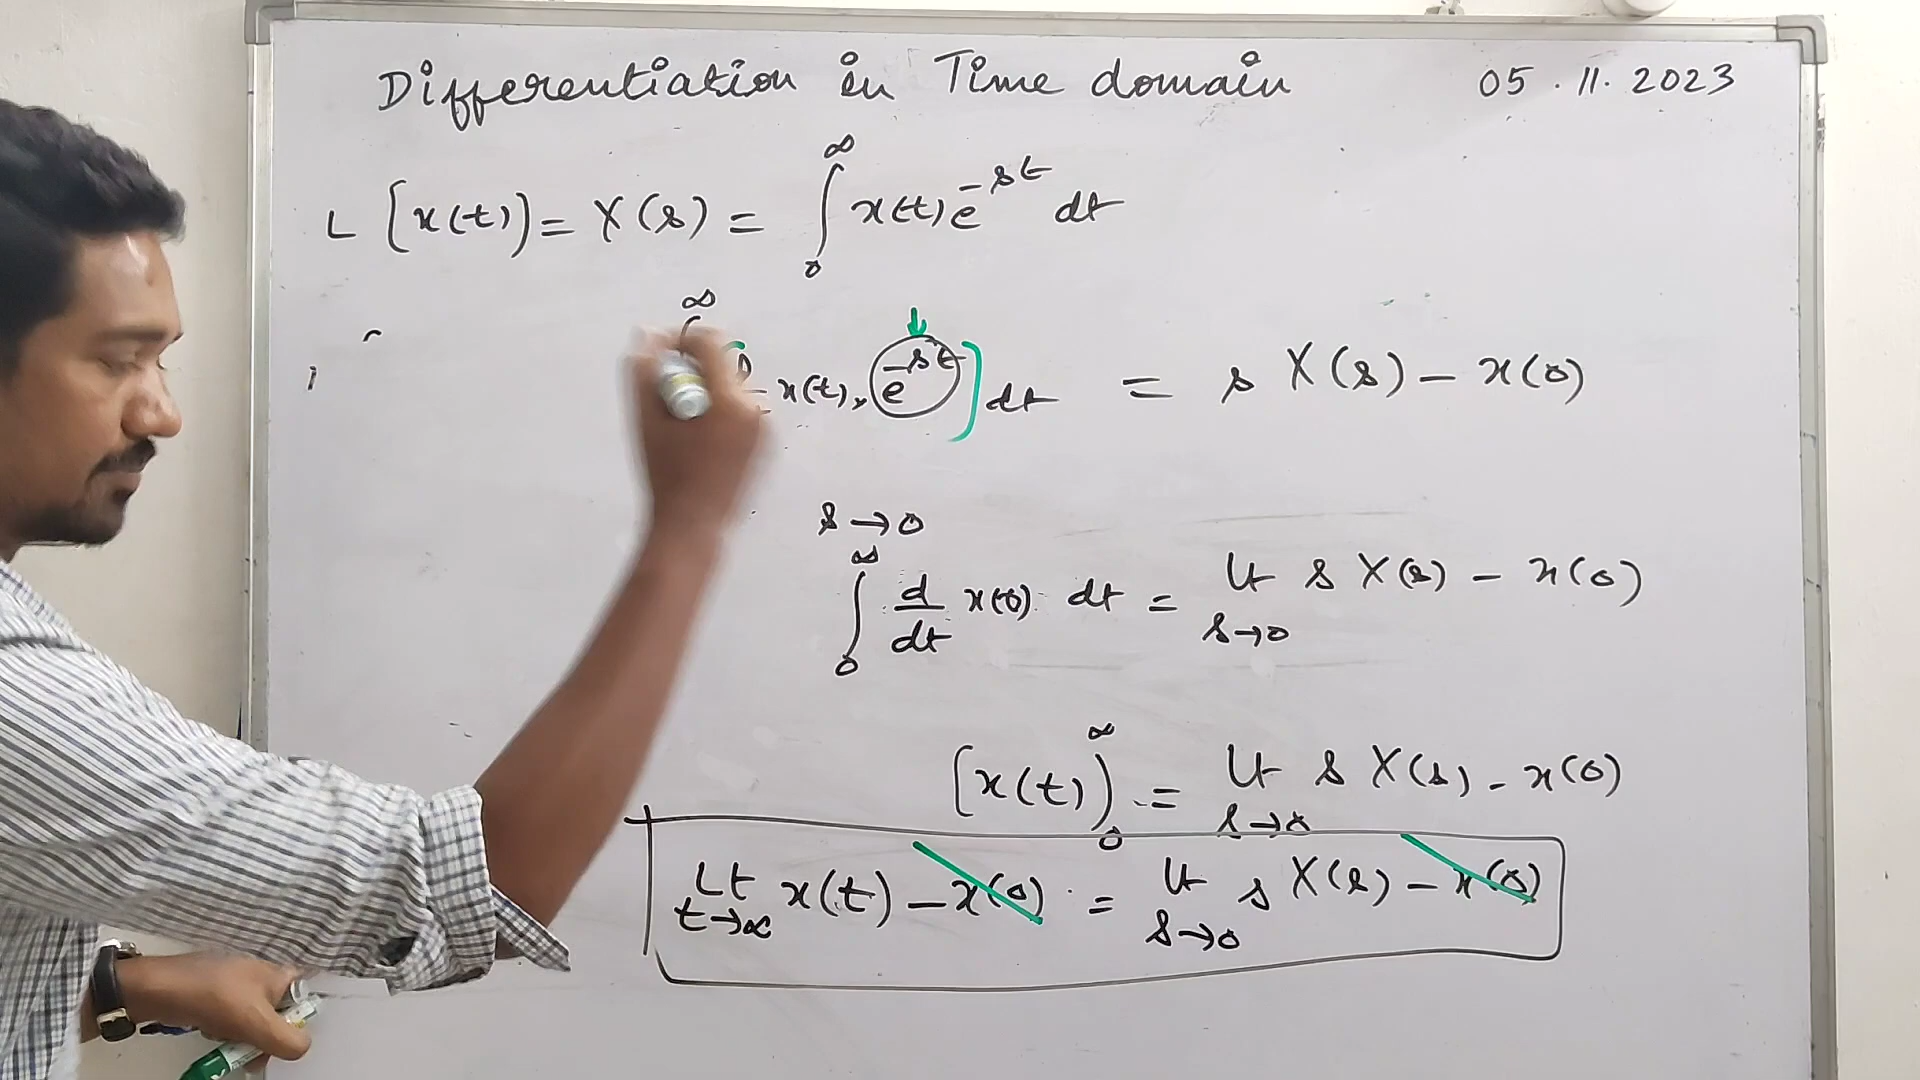 Differentiation in Time domain 05.11.2023
L [x(t)] = X(s) = ∫₀^∞ x(t) e^-st dt
∞ x(t). e^-st ] dt = s X(s) - x(0)
s→0
∫₀^∞ d/dt x(t) dt = Lt s→0 s X(s) - x(0)
[x(t)]₀^∞ = Lt s→0 s X(s) - x(0)
Lt t→∞ x(t) - x(0) = Lt s→0 s X(s) - x(0)